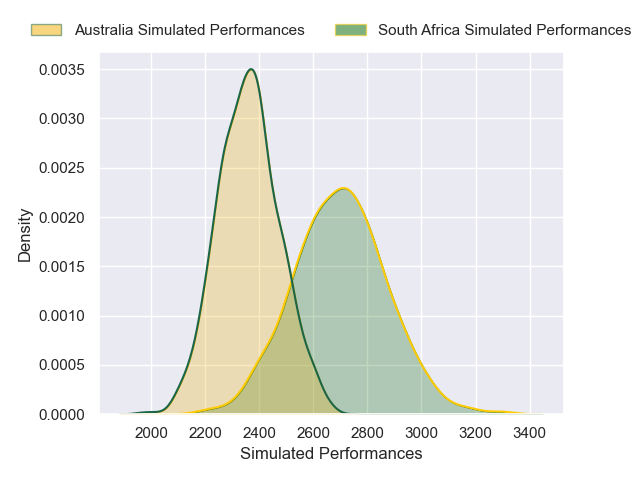 Australia Simulated Performances
South Africa Simulated Performances
0.0035
0.0030
0.0025
0.0020
0.0015
0.0010
0.0005
0.0000
Density
2000 2200 2400 2600 2800 3000 3200 3400
Simulated Performances